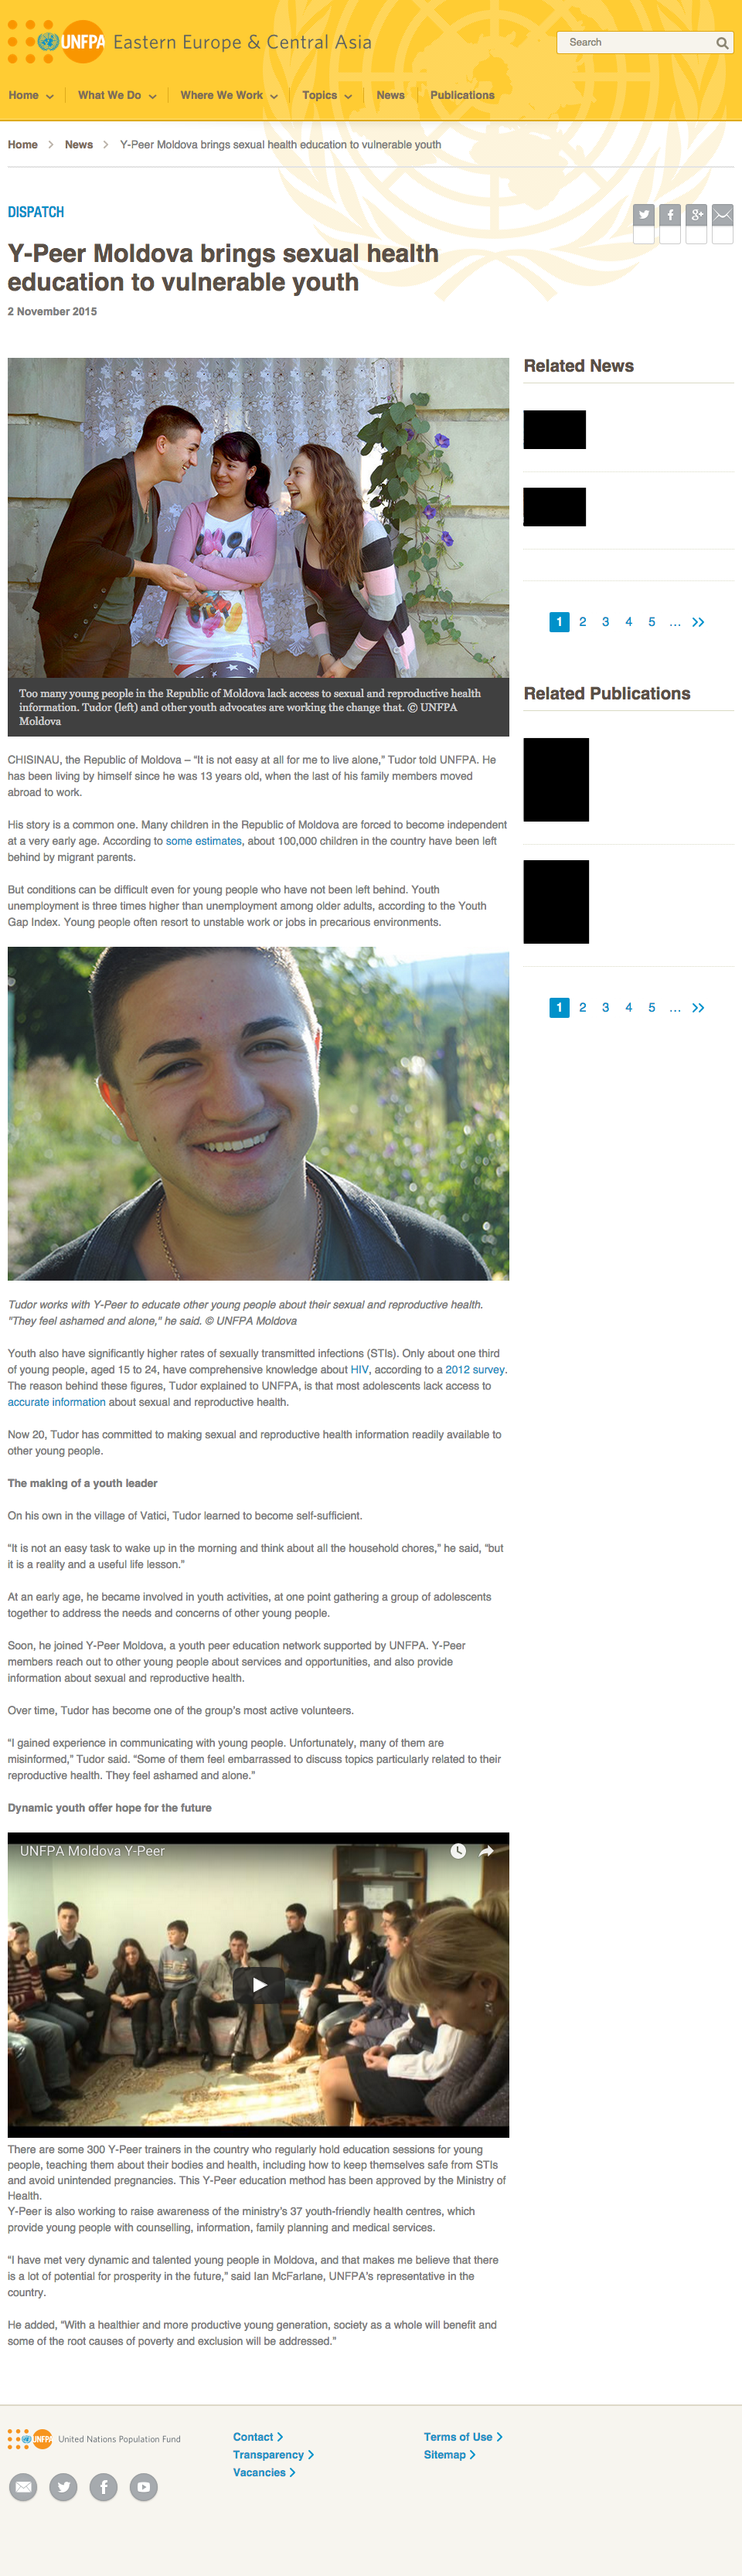 UNFPA Eastern Europe & Central Asia
Search
Home
What We Do
Where We Work
Topics
News
Publications
Home > News > Y-Peer Moldova brings sexual health education to vulnerable youth
DISPATCH
Y-Peer Moldova brings sexual health
education to vulnerable youth
2 November 2015
Too many young people in the Republic of Moldova lack access to sexual and reproductive health
information. Tudor (left) and other youth advocates are working the change that. © UNFPA
Moldova
CHISINAU, the Republic of Moldova – “It is not easy at all for me to live alone,” Tudor told UNFPA. He
has been living by himself since he was 13 years old, when the last of his family members moved
abroad to work.
His story is a common one. Many children in the Republic of Moldova are forced to become independent
at a very early age. According to some estimates, about 100,000 children in the country have been left
behind by migrant parents.
But conditions can be difficult even for young people who have not been left behind. Youth
unemployment is three times higher than unemployment among older adults, according to the Youth
Gap Index. Young people often resort to unstable work or jobs in precarious environments.
Tudor works with Y-Peer to educate other young people about their sexual and reproductive health.
"They feel ashamed and alone," he said. © UNFPA Moldova
Youth also have significantly higher rates of sexually transmitted infections (STIs). Only about one third
of young people, aged 15 to 24, have comprehensive knowledge about HIV, according to a 2012 survey.
The reason behind these figures, Tudor explained to UNFPA, is that most adolescents lack access to
accurate information about sexual and reproductive health.
Now 20, Tudor has committed to making sexual and reproductive health information readily available to
other young people.
The making of a youth leader
On his own in the village of Vatici, Tudor learned to become self-sufficient.
“It is not an easy task to wake up in the morning and think about all the household chores,” he said, “but
it is a reality and a useful life lesson.”
At an early age, he became involved in youth activities, at one point gathering a group of adolescents
together to address the needs and concerns of other young people.
Soon, he joined Y-Peer Moldova, a youth peer education network supported by UNFPA. Y-Peer
members reach out to other young people about services and opportunities, and also provide
information about sexual and reproductive health.
Over time, Tudor has become one of the group’s most active volunteers.
“I gained experience in communicating with young people. Unfortunately, many of them are
misinformed,” Tudor said. “Some of them feel embarrassed to discuss topics particularly related to their
reproductive health. They feel ashamed and alone.”
Dynamic youth offer hope for the future
UNFPA Moldova Y-Peer
There are some 300 Y-Peer trainers in the country who regularly hold education sessions for young
people, teaching them about their bodies and health, including how to keep themselves safe from STIs
and avoid unintended pregnancies. This Y-Peer education method has been approved by the Ministry of
Health.
Y-Peer is also working to raise awareness of the ministry’s 37 youth-friendly health centres, which
provide young people with counselling, information, family planning and medical services.
“I have met very dynamic and talented young people in Moldova, and that makes me believe that there
is a lot of potential for prosperity in the future,” said Ian McFarlane, UNFPA’s representative in the
country.
He added, “With a healthier and more productive young generation, society as a whole will benefit and
some of the root causes of poverty and exclusion will be addressed.”
Related News
1 2 3 4 5 … >>
Related Publications
1 2 3 4 5 … >>
UNFPA United Nations Population Fund
Contact
Transparency
Vacancies
Terms of Use
Sitemap